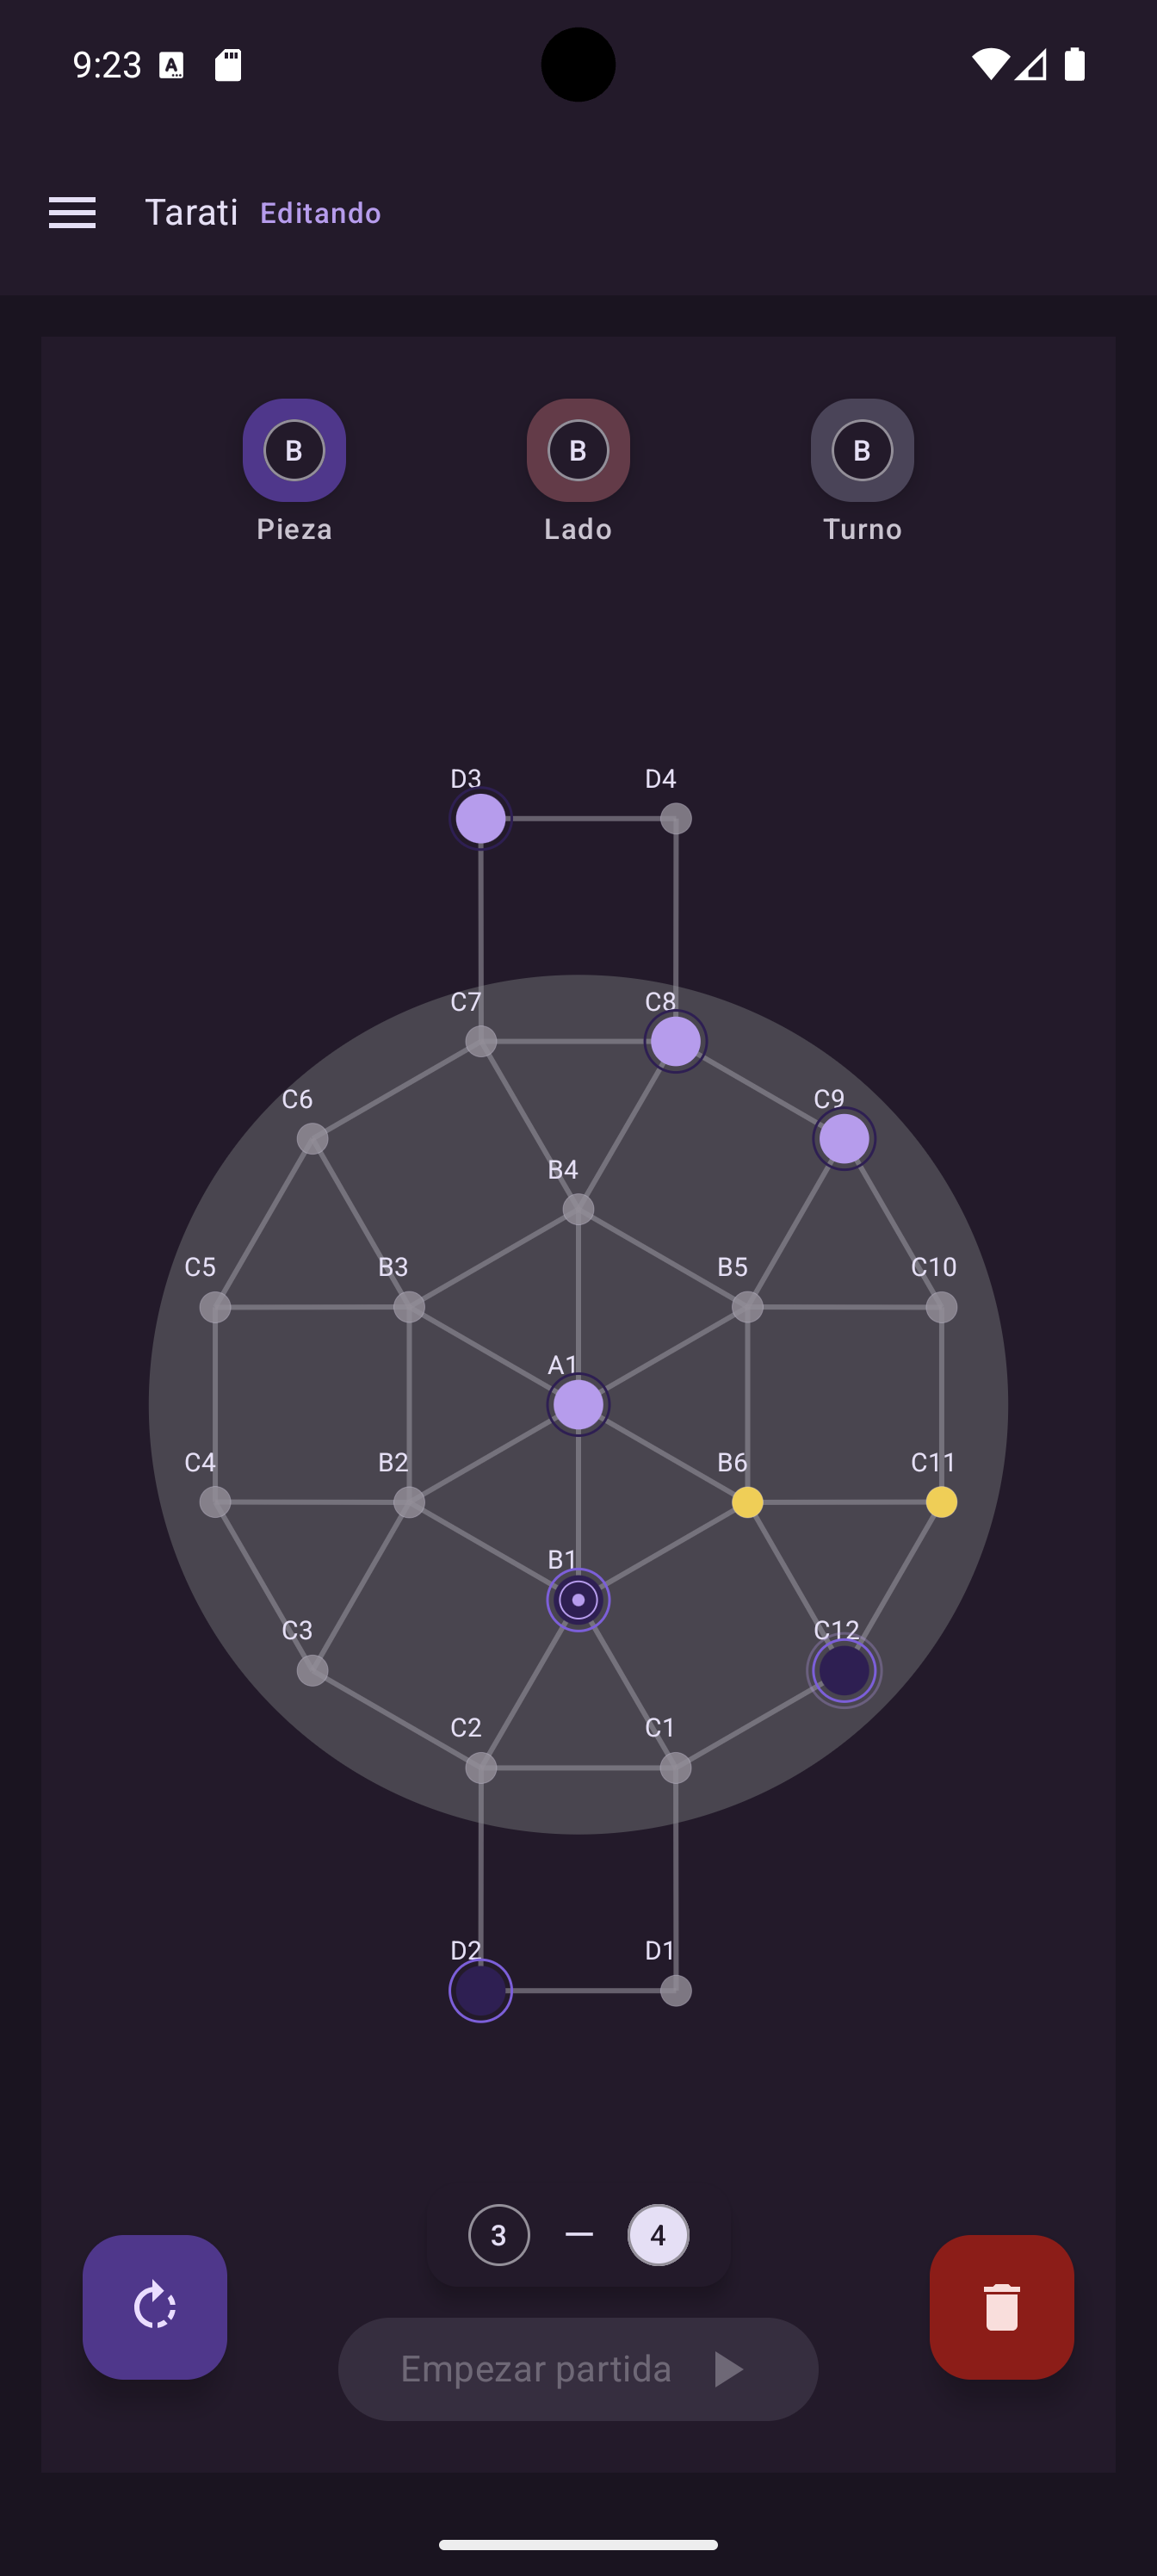 9:23
Tarati Editando
B B B
Pieza Lado Turno
D3 D4
C7 C8
C6 C9
B4
C5 B3 B5 C10
A1
C4 B2 B6 C11
B1
C3 C12
C2 C1
D2 D1
3 – 4
Empezar partida